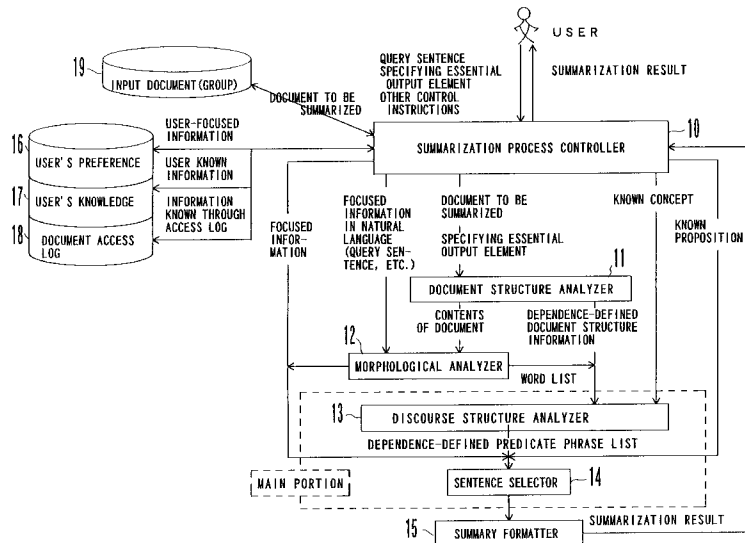 USER
QUERY SENTENCE
SPECIFYING ESSENTIAL
OUTPUT ELEMENT
OTHER CONTROL
INSTRUCTIONS
SUMMARIZATION RESULT
19
INPUT DOCUMENT(GROUP)
DOCUMENT TO BE
SUMMARIZED
10
SUMMARIZATION PROCESS CONTROLLER
USER-FOCUSED
INFORMATION
16
USER'S PREFERENCE
USER KNOWN
INFORMATION
17
USER'S KNOWLEDGE
INFORMATION
KNOWN THROUGH
ACCESS LOG
18
DOCUMENT ACCESS
LOG
FOCUSED
INFOR-
MATION
FOCUSED
INFORMATION
IN NATURAL
LANGUAGE
(QUERY SEN-
TENCE, ETC.)
DOCUMENT TO BE
SUMMARIZED
SPECIFYING ESSENTIAL
OUTPUT ELEMENT
KNOWN CONCEPT
KNOWN
PROPOSITION
11
DOCUMENT STRUCTURE ANALYZER
CONTENTS
OF DOCUMENT
DEPENDENCE-DEFINED
DOCUMENT STRUCTURE
INFORMATION
12
MORPHOLOGICAL ANALYZER
WORD LIST
13
DISCOURSE STRUCTURE ANALYZER
DEPENDENCE-DEFINED PREDICATE PHRASE LIST
MAIN PORTION
14
SENTENCE SELECTOR
15
SUMMARY FORMATTER
SUMMARIZATION RESULT